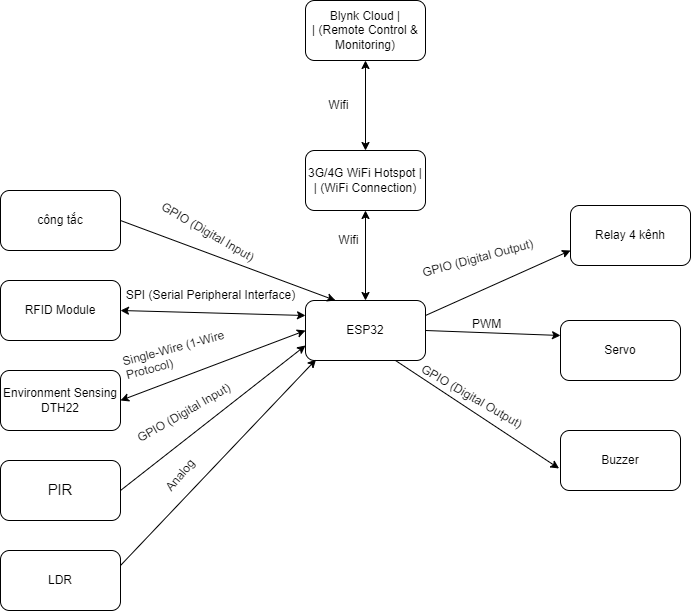 Blynk Cloud |
| (Remote Control &
Monitoring)
Wifi
3G/4G WiFi Hotspot |
| (WiFi Connection)
Wifi
công tắc
GPIO (Digital Input)
RFID Module
SPI (Serial Peripheral Interface)
Environment Sensing
DTH22
Single-Wire (1-Wire
Protocol)
PIR
GPIO (Digital Input)
LDR
Analog
ESP32
GPIO (Digital Output)
Relay 4 kênh
PWM
Servo
GPIO (Digital Output)
Buzzer